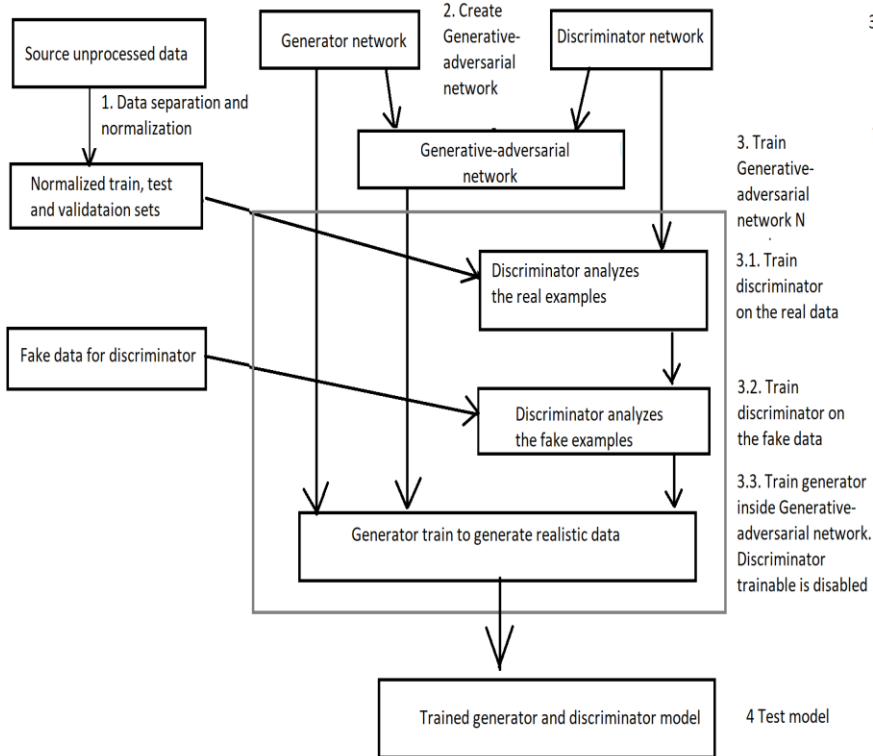 Source unprocessed data
Generator network
2. Create
Generative-
adversarial
network
Discriminator network
3
1. Data separation and
normalization
Generative-adversarial
network
Normalized train, test
and validataion sets
3. Train
Generative-
adversarial
network N
Discriminator analyzes
the real examples
3.1. Train
discriminator
on the real data
Fake data for discriminator
Discriminator analyzes
the fake examples
3.2. Train
discriminator on
the fake data
Generator train to generate realistic data
3.3. Train generator
inside Generative-
adversarial network.
Discriminator
trainable is disabled
Trained generator and discriminator model
4 Test model